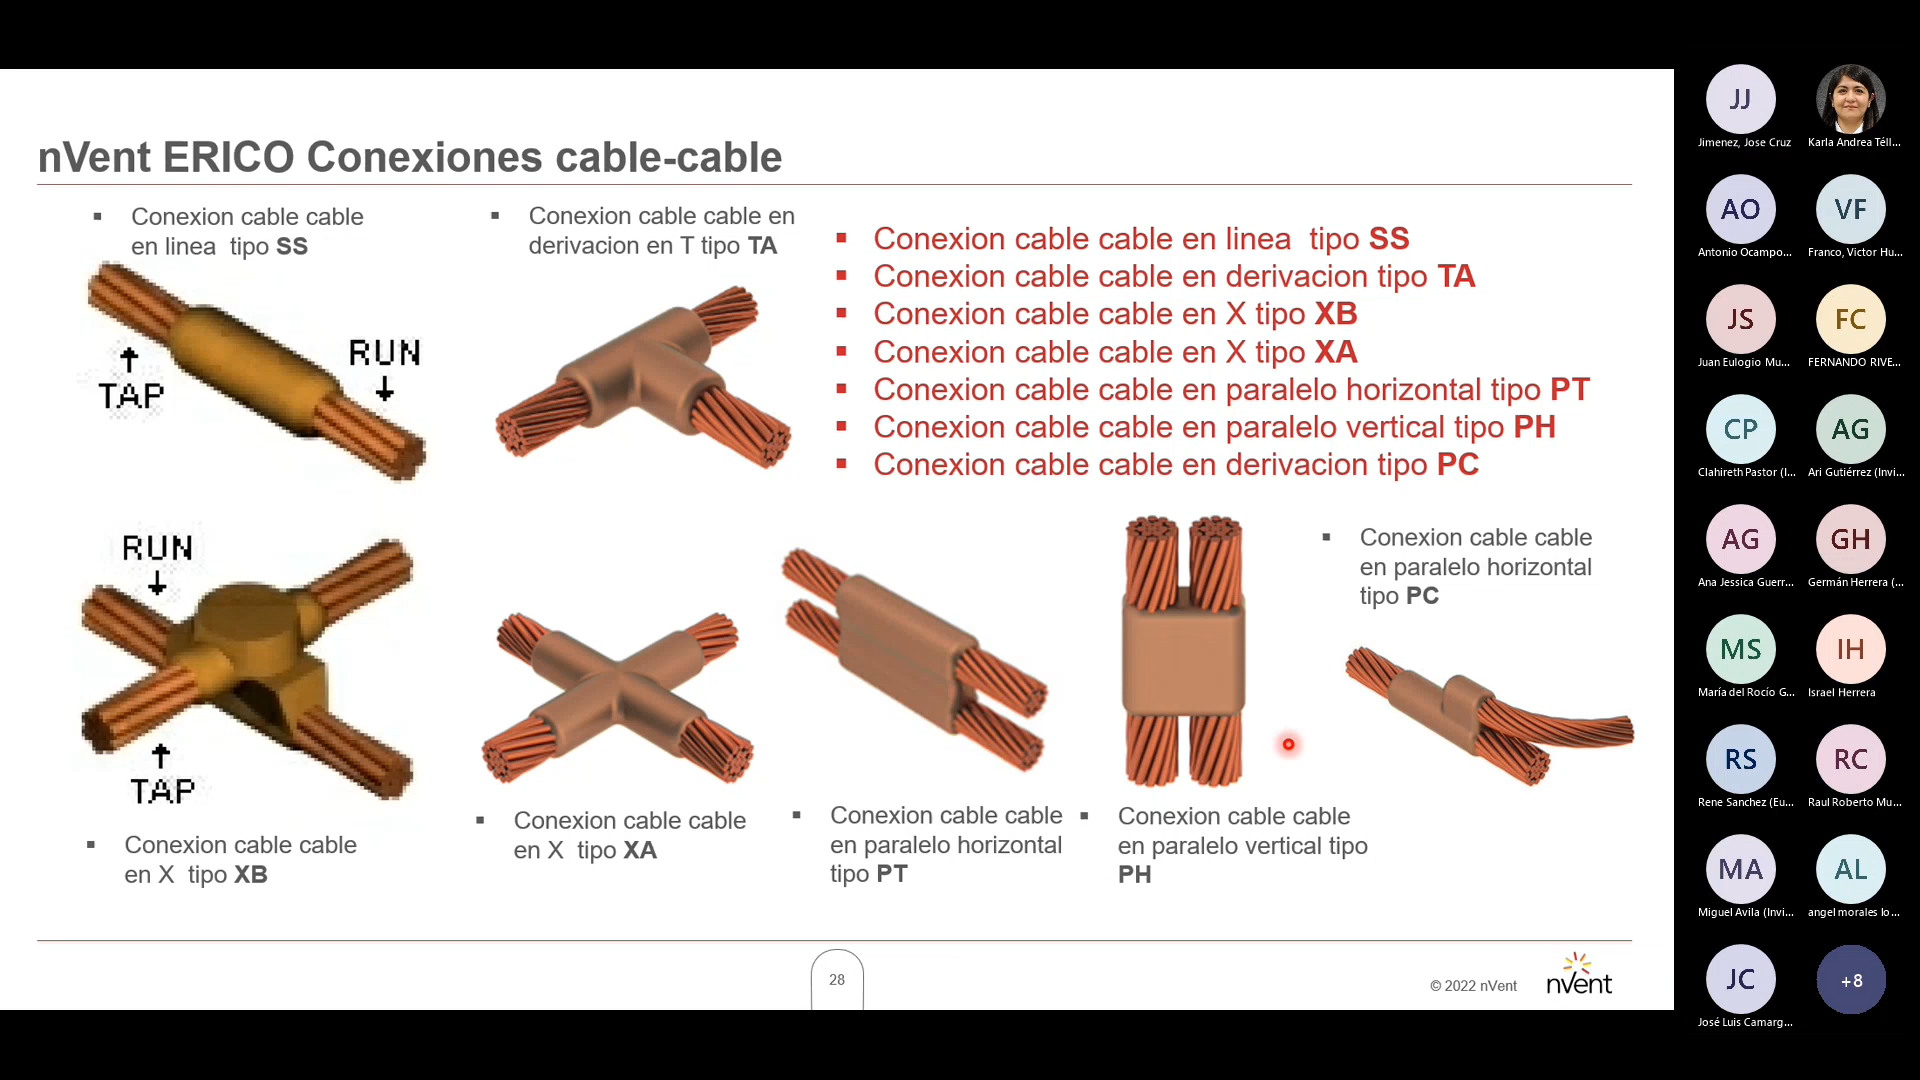 nVent ERICO Conexiones cable-cable
▪ Conexion cable cable
en linea tipo SS
▪ Conexion cable cable en
derivacion en T tipo TA
▪ Conexion cable cable en linea tipo SS
▪ Conexion cable cable en derivacion tipo TA
▪ Conexion cable cable en X tipo XB
▪ Conexion cable cable en X tipo XA
▪ Conexion cable cable en paralelo horizontal tipo PT
▪ Conexion cable cable en paralelo vertical tipo PH
▪ Conexion cable cable en derivacion tipo PC
TAP
RUN
RUN
TAP
▪ Conexion cable cable
en X tipo XB
▪ Conexion cable cable
en X tipo XA
▪ Conexion cable cable
en paralelo horizontal
tipo PT
▪ Conexion cable cable
en paralelo vertical tipo
PH
▪ Conexion cable cable
en paralelo horizontal
tipo PC
28
© 2022 nVent
nVent
JJ
Jimenez, Jose Cruz
Karla Andrea Téll...
AO
Antonio Ocampo...
VF
Franco, Victor Hu...
JS
Juan Eulogio Mu...
FC
FERNANDO RIVE...
CP
Clahireth Pastor (I...
AG
Ari Gutiérrez (Invi...
AG
Ana Jessica Guerr...
GH
Germán Herrera (...
MS
María del Rocío G...
IH
Israel Herrera
RS
Rene Sanchez (Eu...
RC
Raul Roberto Mu...
MA
Miguel Avila (Invi...
AL
angel morales lo...
JC
José Luis Camarg...
+8